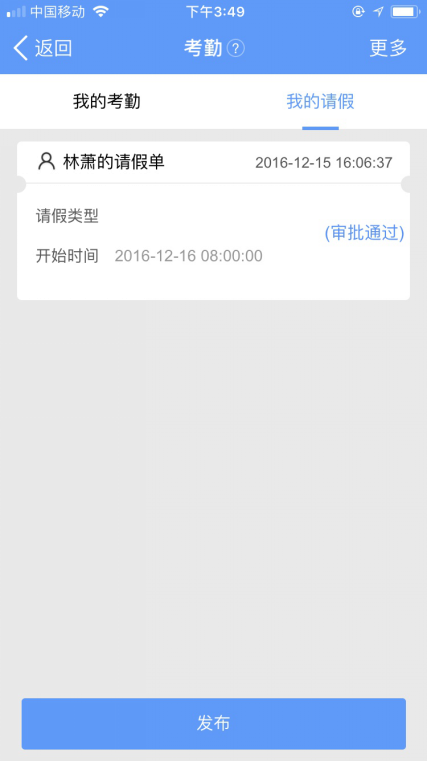 中国移动 下午3:49
返回 考勤 ? 更多
我的考勤 我的请假
林萧的请假单 2016-12-15 16:06:37
请假类型
(审批通过)
开始时间 2016-12-16 08:00:00
发布